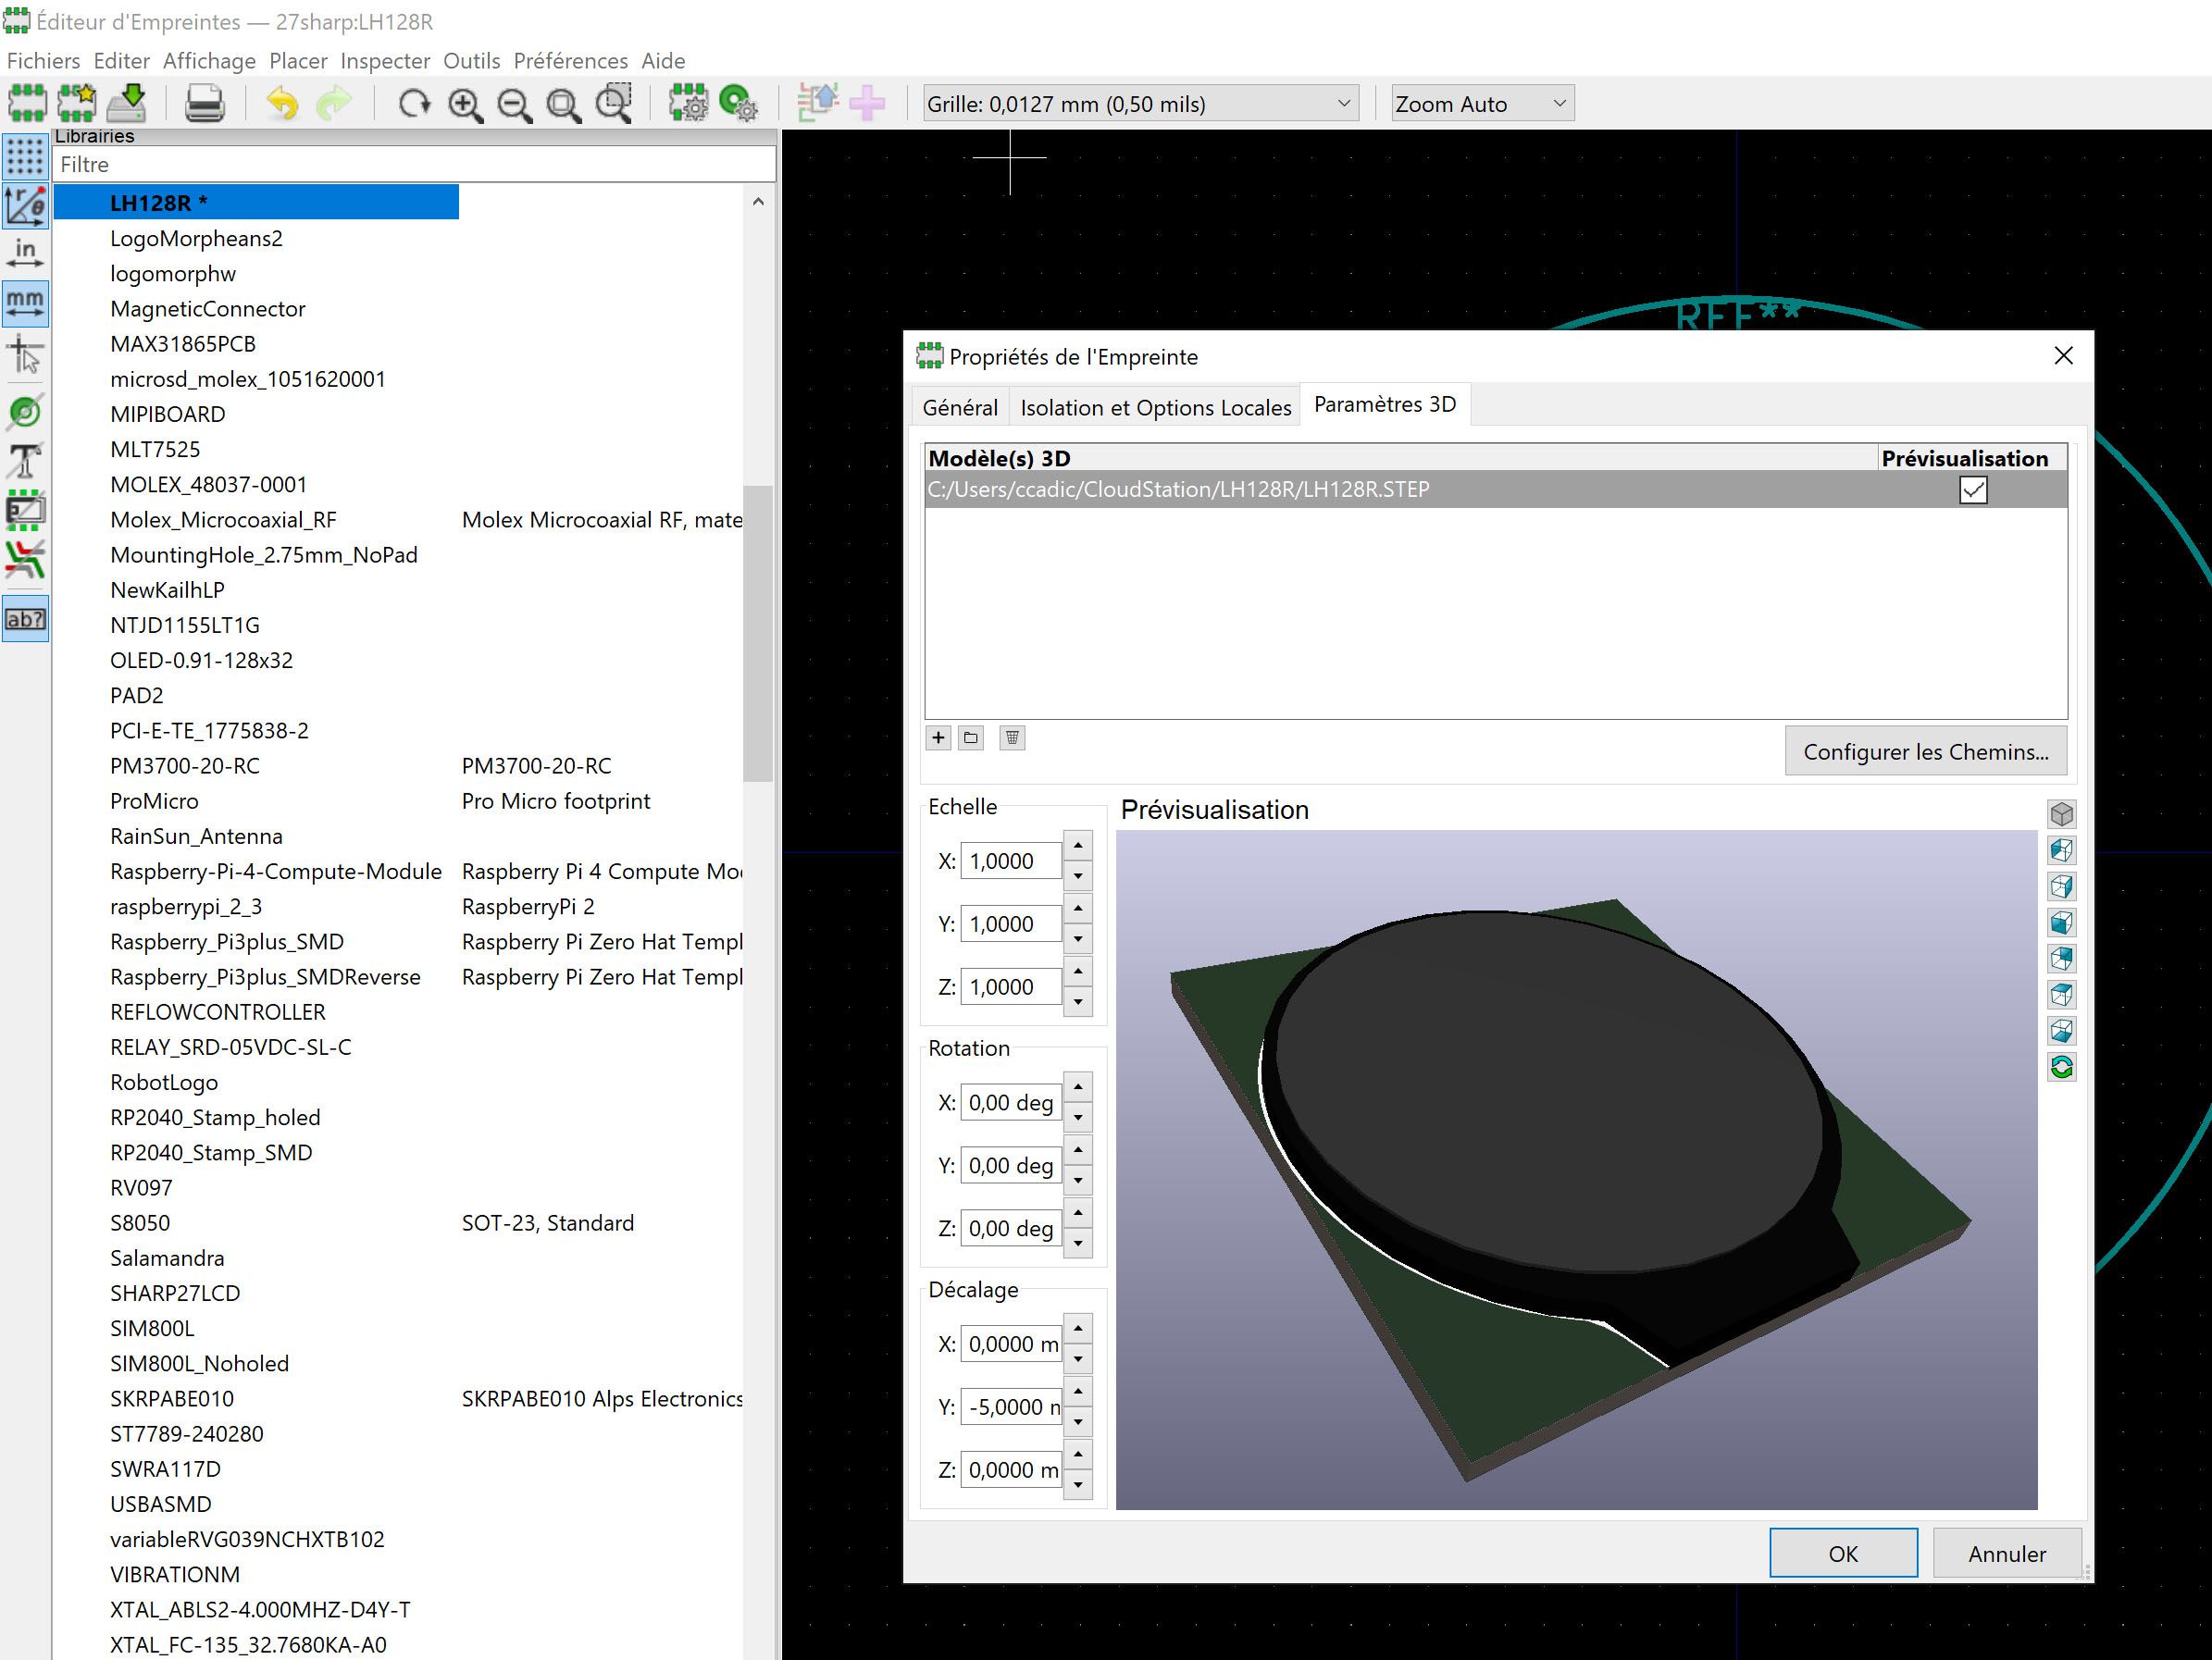 Éditeur d'Empreintes — 27sharp:LH128R
Fichiers Editer Affichage Placer Inspecter Outils Préférences Aide
Grille: 0,0127 mm (0,50 mils)
Zoom Auto
Librairies
Filtre
in
mm
ab?
LH128R *
LogoMorpheans2
logomorphw
MagneticConnector
MAX31865PCB
microsd_molex_1051620001
MIPIBOARD
MLT7525
MOLEX_48037-0001
Molex_Microcoaxial_RF Molex Microcoaxial RF, mate
MountingHole_2.75mm_NoPad
NewKailhLP
NTJD1155LT1G
OLED-0.91-128x32
PAD2
PCI-E-TE_1775838-2
PM3700-20-RC PM3700-20-RC
ProMicro Pro Micro footprint
RainSun_Antenna
Raspberry-Pi-4-Compute-Module Raspberry Pi 4 Compute Mo
raspberrypi_2_3 RaspberryPi 2
Raspberry_Pi3plus_SMD Raspberry Pi Zero Hat Templ
Raspberry_Pi3plus_SMDReverse Raspberry Pi Zero Hat Templ
REFLOWCONTROLLER
RELAY_SRD-05VDC-SL-C
RobotLogo
RP2040_Stamp_holed
RP2040_Stamp_SMD
RV097
S8050 SOT-23, Standard
Salamandra
SHARP27LCD
SIM800L
SIM800L_Noholed
SKRPABE010 SKRPABE010 Alps Electronics
ST7789-240280
SWRA117D
USBASMD
variableRVG039NCHXTB102
VIBRATIONM
XTAL_ABLS2-4.000MHZ-D4Y-T
XTAL_FC-135_32.7680KA-A0
REF**
Propriétés de l'Empreinte
Général
Isolation et Options Locales
Paramètres 3D
Modèle(s) 3D Prévisualisation
C:/Users/ccadic/CloudStation/LH128R/LH128R.STEP
Configurer les Chemins...
Echelle
X: 1,0000
Y: 1,0000
Z: 1,0000
Rotation
X: 0,00 deg
Y: 0,00 deg
Z: 0,00 deg
Décalage
X: 0,0000 m
Y: -5,0000 n
Z: 0,0000 m
Prévisualisation
OK
Annuler